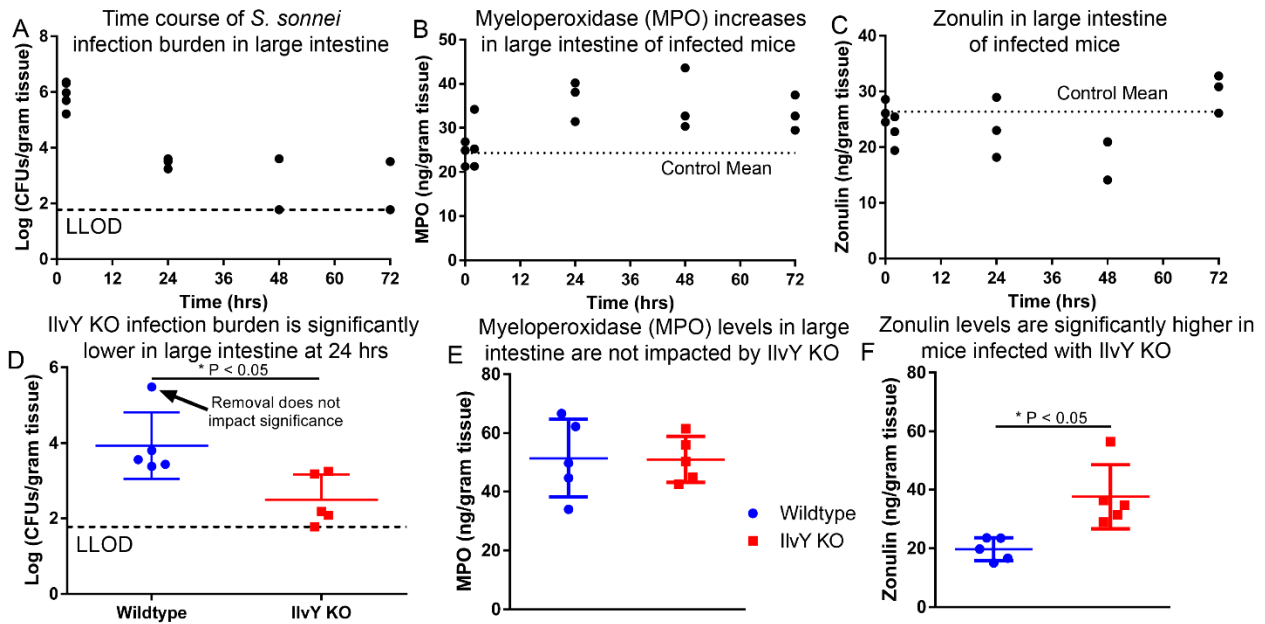 A
Time course of S. sonnei
infection burden in large intestine
Log (CFUs/gram tissue)
8
6
4
2
0
LLOD
0 12 24 36 48 60 72
Time (hrs)
B
Myeloperoxidase (MPO) increases
in large intestine of infected mice
MPO (ng/gram tissue)
50
40
30
20
10
0
Control Mean
0 12 24 36 48 60 72
Time (hrs)
C
Zonulin in large intestine
of infected mice
Zonulin (ng/gram tissue)
40
30
20
10
0
Control Mean
0 12 24 36 48 60 72
Time (hrs)
D
IlvY KO infection burden is significantly
lower in large intestine at 24 hrs
* P < 0.05
Removal does not
impact significance
Log (CFUs/gram tissue)
6
4
2
0
LLOD
Wildtype IlvY KO
E
Myeloperoxidase (MPO) levels in large
intestine are not impacted by IlvY KO
MPO (ng/gram tissue)
80
60
40
20
0
Wildtype
IlvY KO
F
Zonulin levels are significantly higher in
mice infected with IlvY KO
* P < 0.05
Zonulin (ng/gram tissue)
80
60
40
20
0